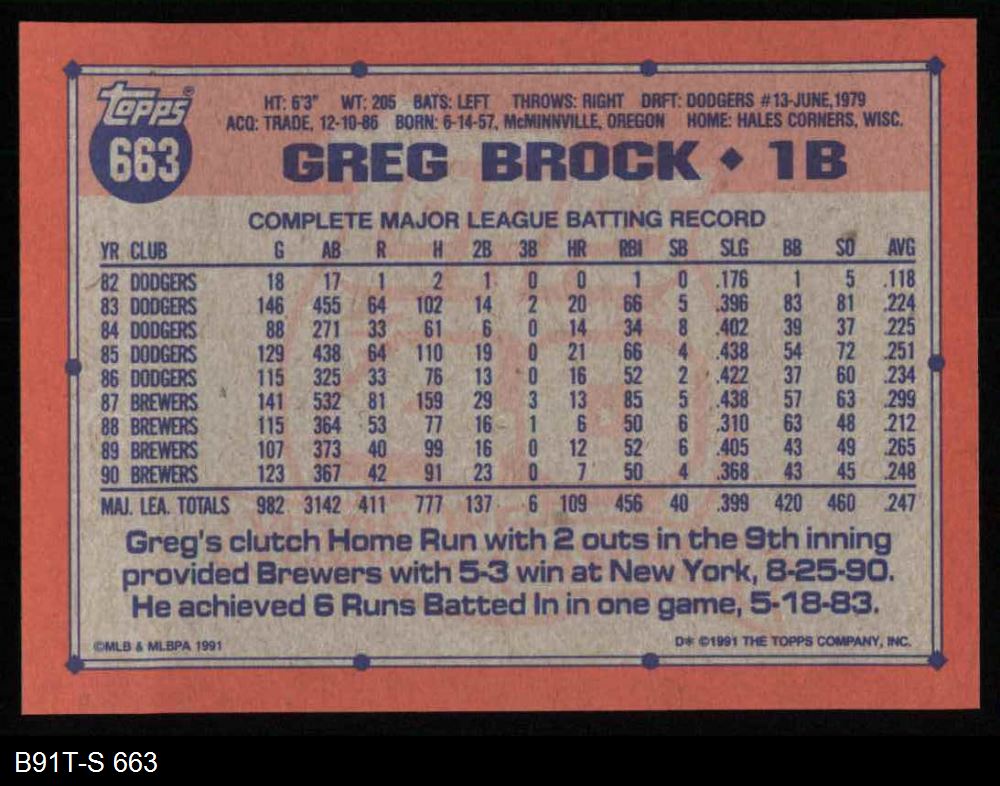 TOPPS®
663
HT: 6'3" WT: 205 BATS: LEFT THROWS: RIGHT DRFT: DODGERS #13-JUNE, 1979
ACQ: TRADE, 12-10-86 BORN: 6-14-57, McMINNVILLE, OREGON HOME: HALES CORNERS, WISC.
GREG BROCK ◆ 1B
COMPLETE MAJOR LEAGUE BATTING RECORD
YR CLUB G AB R H 2B 3B HR RBI SB SLG BB SO AVG
82 DODGERS 18 17 1 2 1 0 0 1 0 .176 1 5 .118
83 DODGERS 146 455 64 102 14 2 20 66 5 .396 83 81 .224
84 DODGERS 88 271 33 61 6 0 14 34 8 .402 39 37 .225
85 DODGERS 129 438 64 110 19 0 21 66 4 .438 54 72 .251
86 DODGERS 115 325 33 76 13 0 16 52 2 .422 37 60 .234
87 BREWERS 141 532 81 159 29 3 13 85 5 .438 57 63 .299
88 BREWERS 115 364 53 77 16 1 6 50 6 .310 63 48 .212
89 BREWERS 107 373 40 99 16 0 12 52 6 .405 43 49 .265
90 BREWERS 123 367 42 91 23 0 7 50 4 .368 43 45 .248
MAJ. LEA. TOTALS 982 3142 411 777 137 6 109 456 40 .399 420 460 .247
Greg's clutch Home Run with 2 outs in the 9th inning
provided Brewers with 5-3 win at New York, 8-25-90.
He achieved 6 Runs Batted In in one game, 5-18-83.
©MLB & MLBPA 1991 D* ©1991 THE TOPPS COMPANY, INC.
B91T-S 663